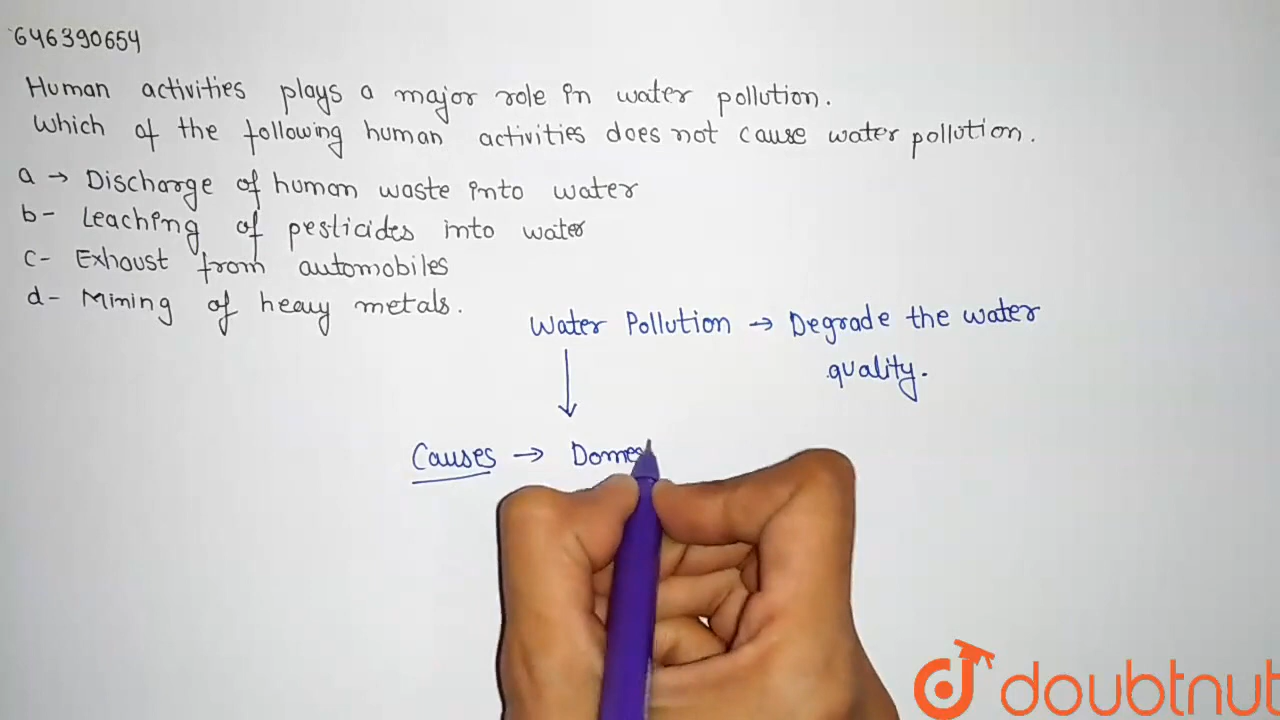 646390654
Human activities plays a major role in water pollution.
Which of the following human activities does not cause water pollution.
a → Discharge of human waste into water
b- Leaching of pesticides into water
c- Exhaust from automobiles
d- Mining of heavy metals.
Water Pollution → Degrade the water
quality.
Causes → Domes
doubtnut